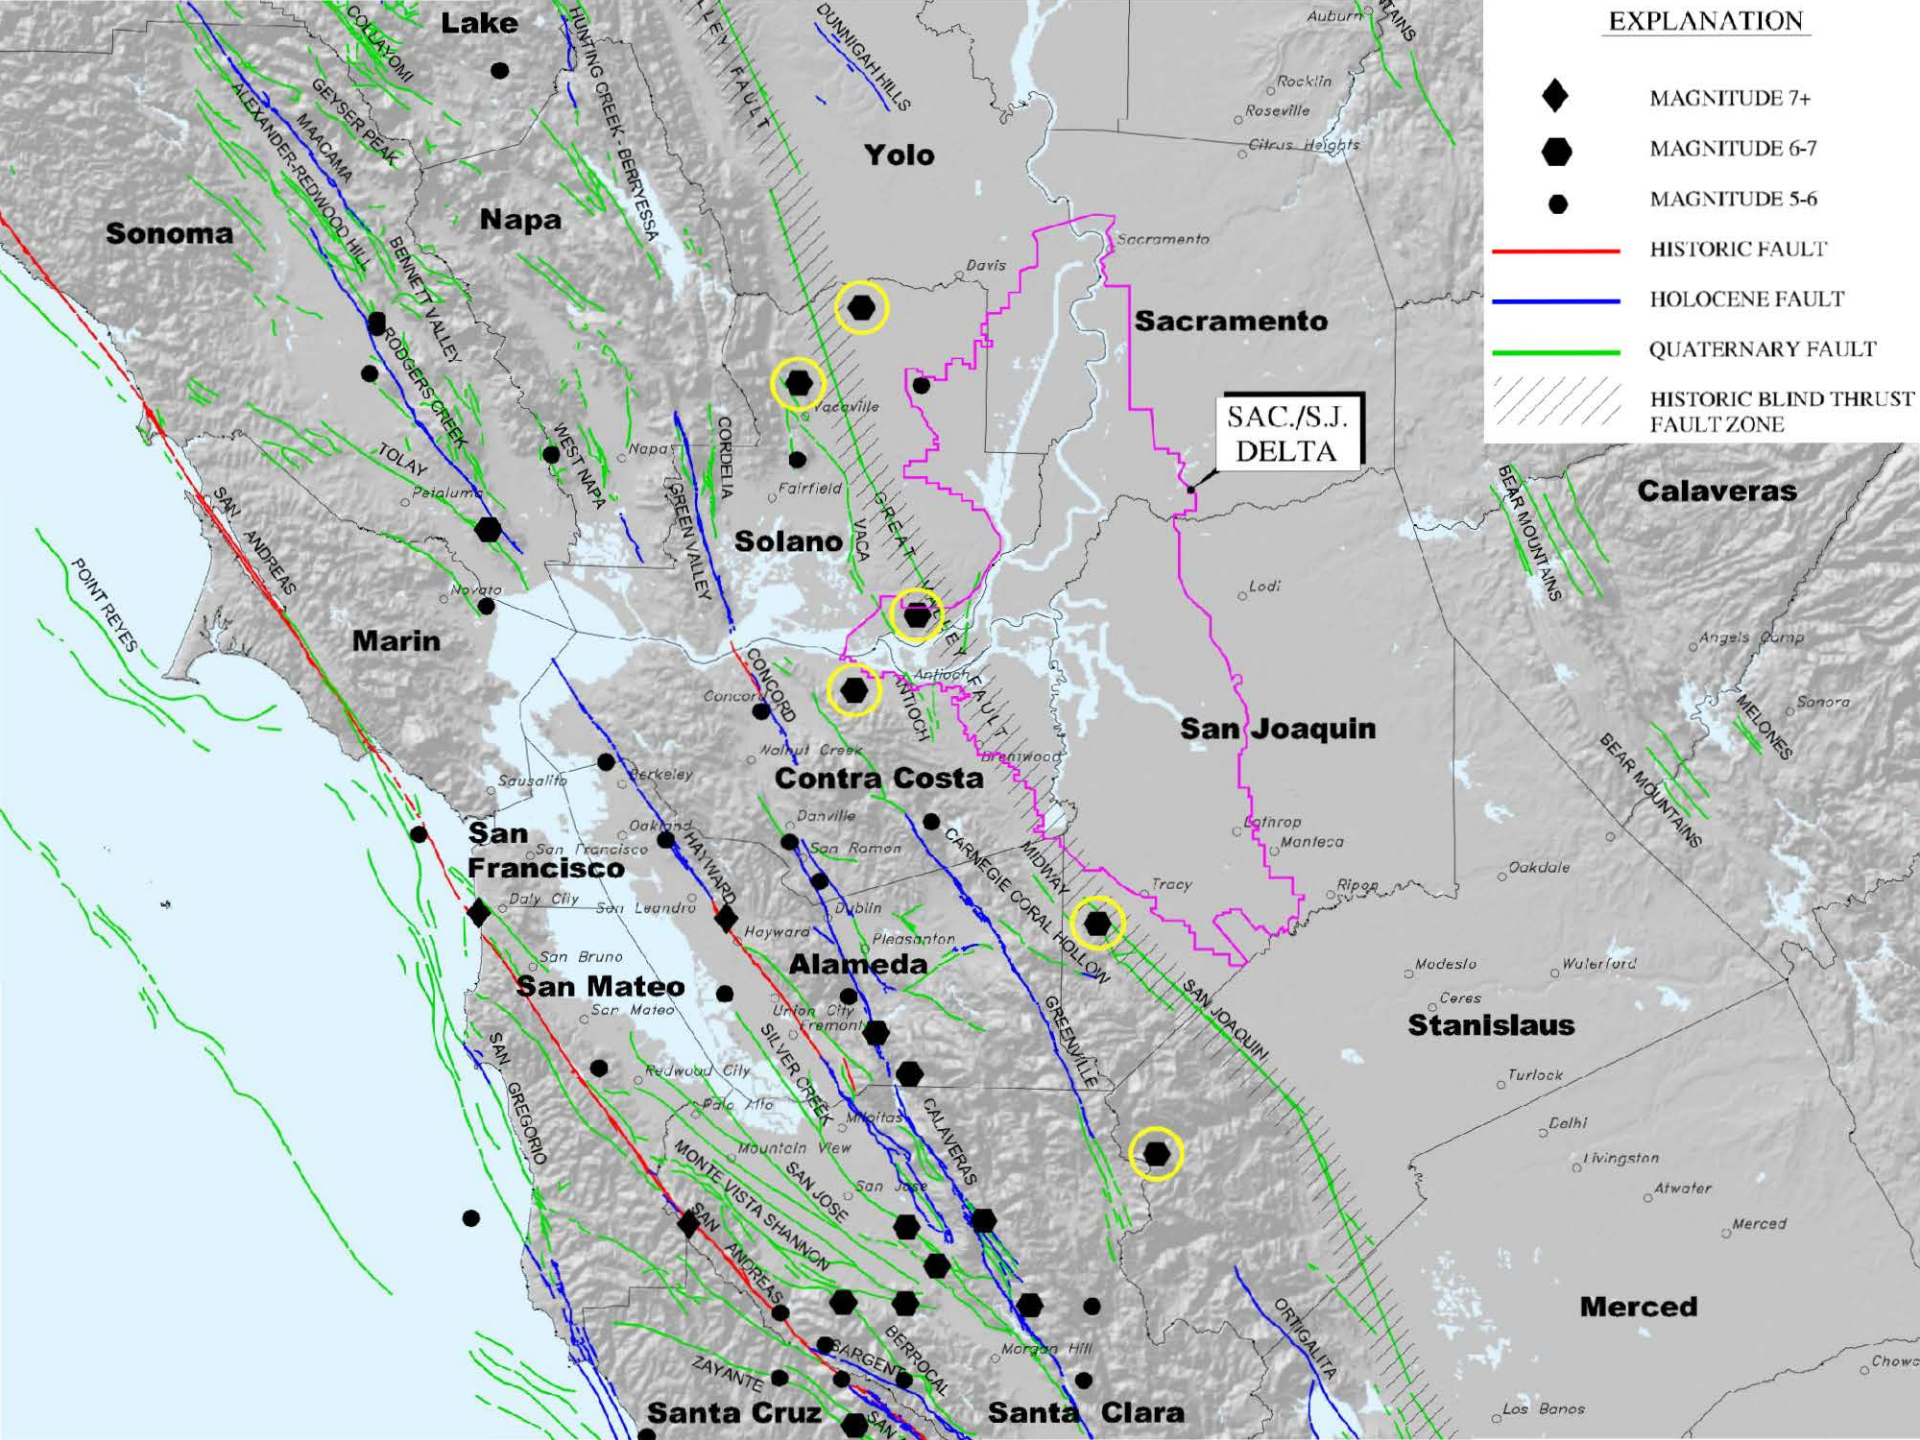 EXPLANATION
MAGNITUDE 7+
MAGNITUDE 6-7
MAGNITUDE 5-6
HISTORIC FAULT
HOLOCENE FAULT
QUATERNARY FAULT
HISTORIC BLIND THRUST
FAULT ZONE
Lake
COLLAYOMI
HUNTING CREEK - BERRYESSA
LLEY FAULT
DUNNIGAH HILLS
Auburn
TAINS
Rocklin
Roseville
Citrus Heights
GEYSER PEAK
MAACAMA
ALEXANDER-REDWOOD HILL
Yolo
Sonoma
Napa
BENNETT VALLEY
Sacramento
Davis
Sacramento
RODGERS CREEK
Vacaville
SAC./S.J.
DELTA
TOLAY
WEST NAPA
Napa
CORDELIA
Petaluma
Fairfield
Calaveras
BEAR MOUNTAINS
SAN ANDREAS
GREEN VALLEY
Solano
VACA
GREAT VALLEY FAULT
POINT REYES
Novato
Lodi
Marin
Angels Camp
CONCORD
Concord
Antioch
ANTIOCH
Sonora
MELONES
San Joaquin
BEAR MOUNTAINS
Walnut Creek
Brentwood
Sausalito
Berkeley
Contra Costa
Danville
Oakland
San
Francisco
San Francisco
HAYWARD
San Ramon
CARNEGIE CORAL HOLLOW
MIDWAY
Lathrop
Manteca
Oakdale
Tracy
Ripon
Daly City
San Leandro
Dublin
Hayward
Pleasanton
San Bruno
Alameda
Modesto
Waterford
San Mateo
San Mateo
Union City
Fremont
GREENVILLE
SAN JOAQUIN
Ceres
Stanislaus
SAN GREGORIO
SILVER CREEK
Redwood City
Turlock
Palo Alto
Milpitas
CALAVERAS
Delhi
Mountain View
MONTE VISTA SHANNON
SAN JOSE
San Jose
Livingston
Atwater
Merced
SAN ANDREAS
Merced
ORTIGALITA
BERROCAL
SARGENT
Morgan Hill
ZAYANTE
Chowc
Santa Cruz
SAN A
Santa Clara
Los Banos